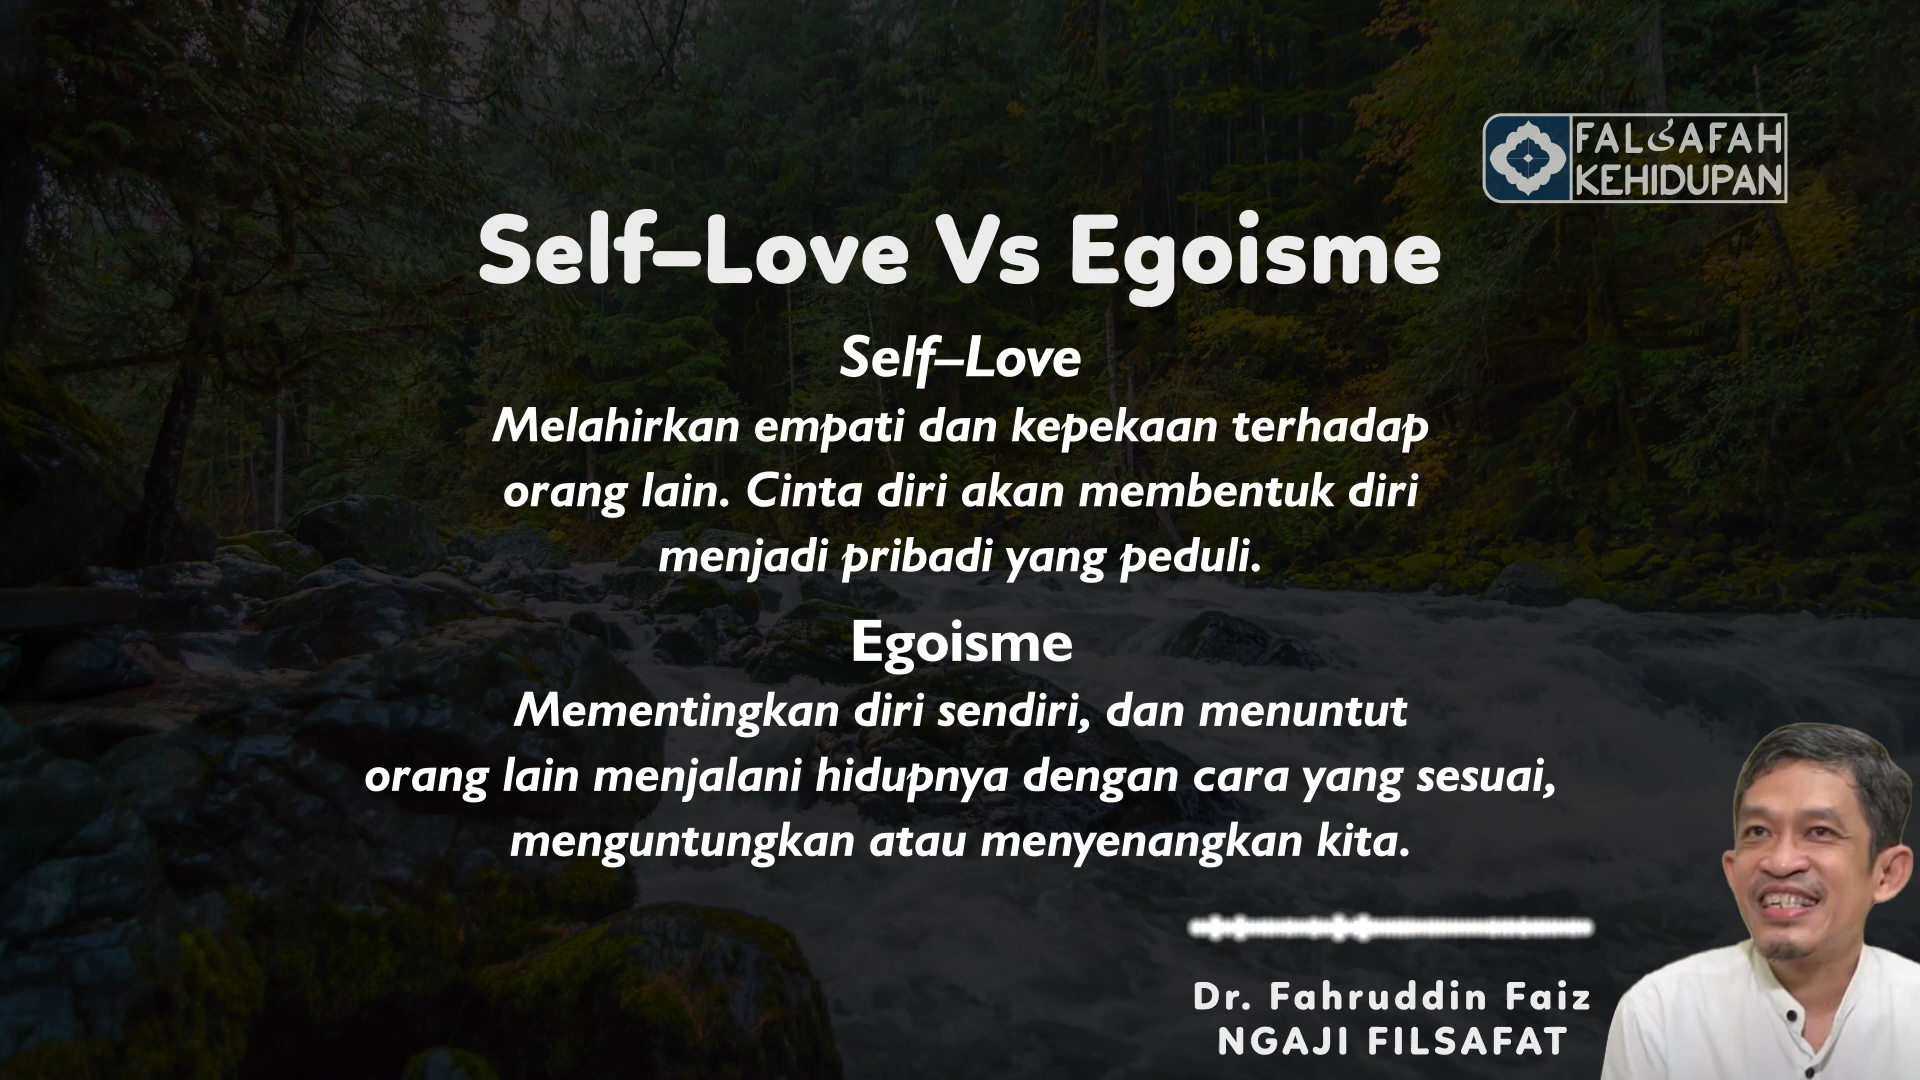 FALSAFAH
KEHIDUPAN
Self–Love Vs Egoisme
Self–Love
Melahirkan empati dan kepekaan terhadap
orang lain. Cinta diri akan membentuk diri
menjadi pribadi yang peduli.
Egoisme
Mementingkan diri sendiri, dan menuntut
orang lain menjalani hidupnya dengan cara yang sesuai,
menguntungkan atau menyenangkan kita.
Dr. Fahruddin Faiz
NGAJI FILSAFAT